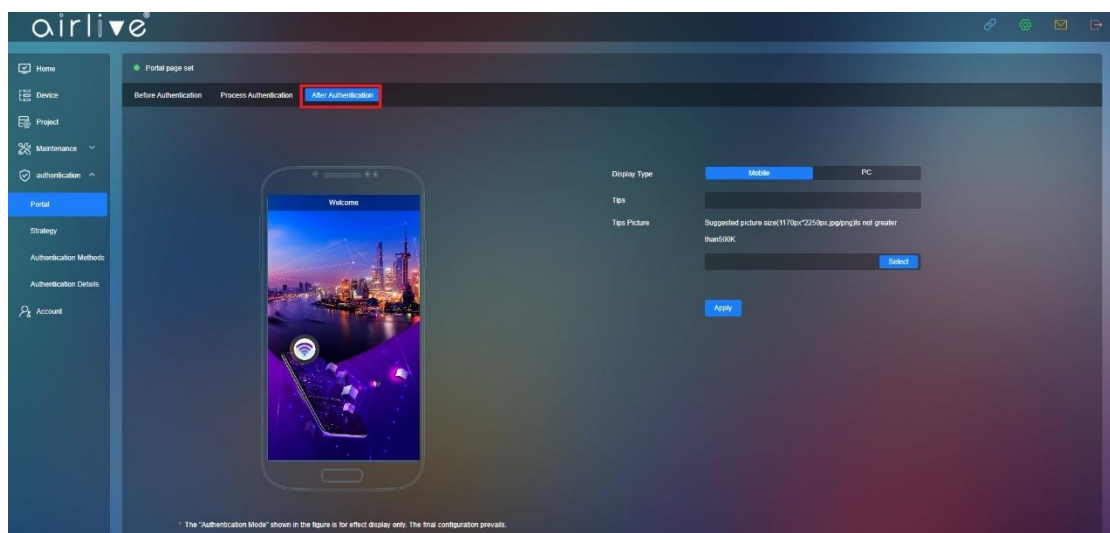 airlive®
Home
Device
Project
Maintenance
authentication
Portal
Strategy
Authentication Methods
Authentication Details
Account
Portal page set
Before Authentication Process Authentication After Authentication
Welcome
Display Type Mobile PC
Tips
Tips Picture Suggested picture size(1170px*2250px.jpg/png)Is not greater
than500K
Select
Apply
* The "Authentication Mode" shown in the figure is for effect display only. The final configuration prevails.